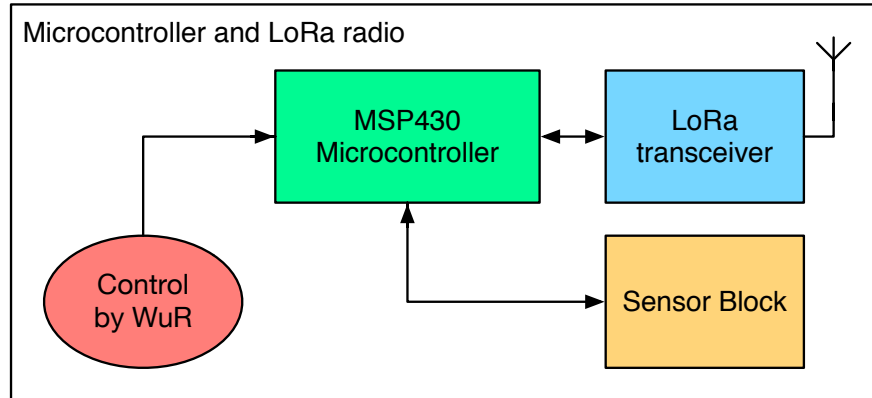 Microcontroller and LoRa radio
MSP430
Microcontroller
LoRa
transceiver
Control
by WuR
Sensor Block